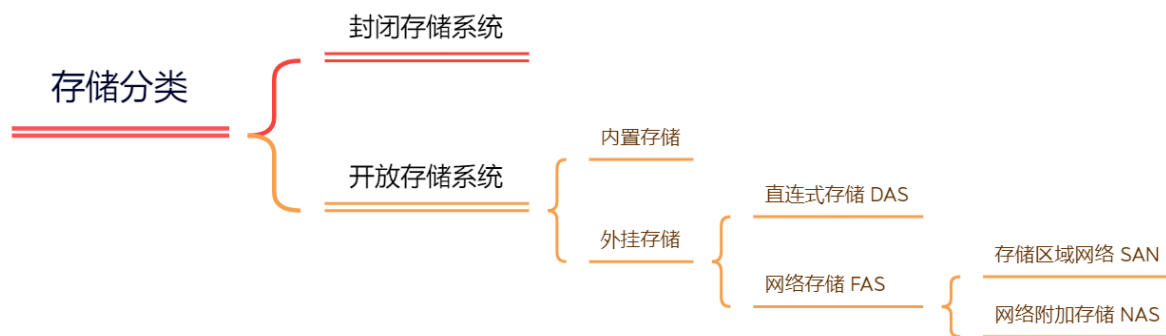 存储分类
封闭存储系统
开放存储系统
内置存储
外挂存储
直连式存储 DAS
网络存储 FAS
存储区域网络 SAN
网络附加存储 NAS